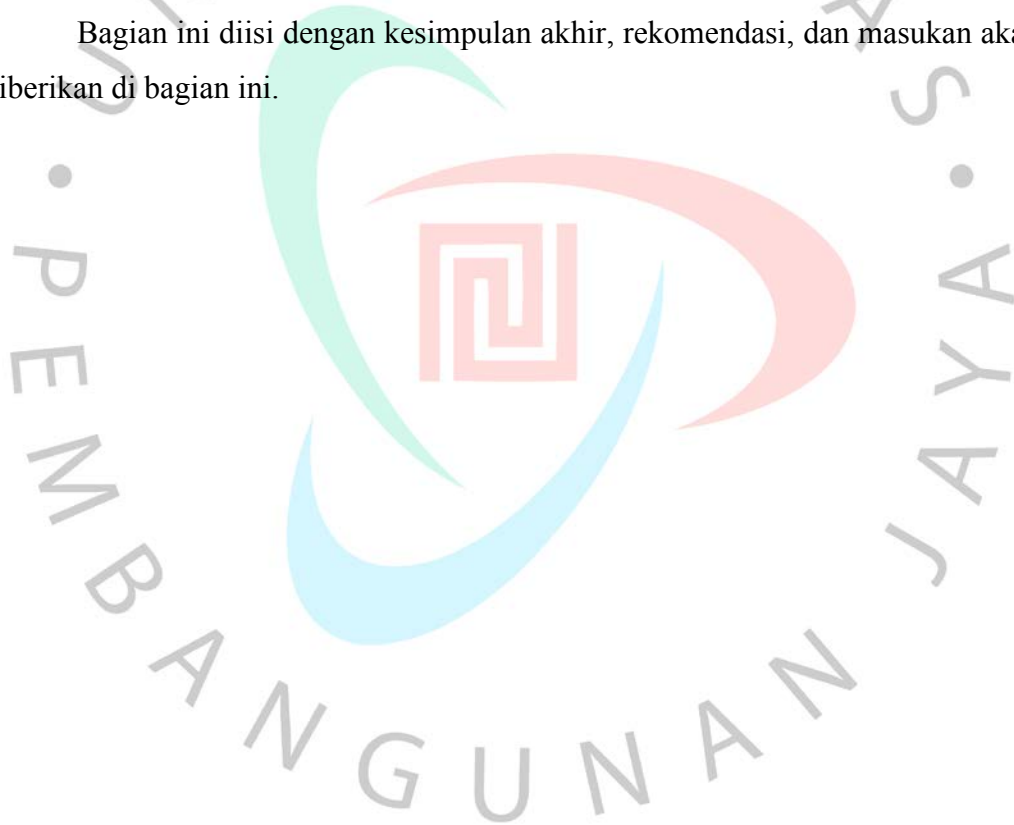 Bagian ini diisi dengan kesimpulan akhir, rekomendasi, dan masukan aka
iberikan di bagian ini.
S • PEMBANGUNAN JAYA •